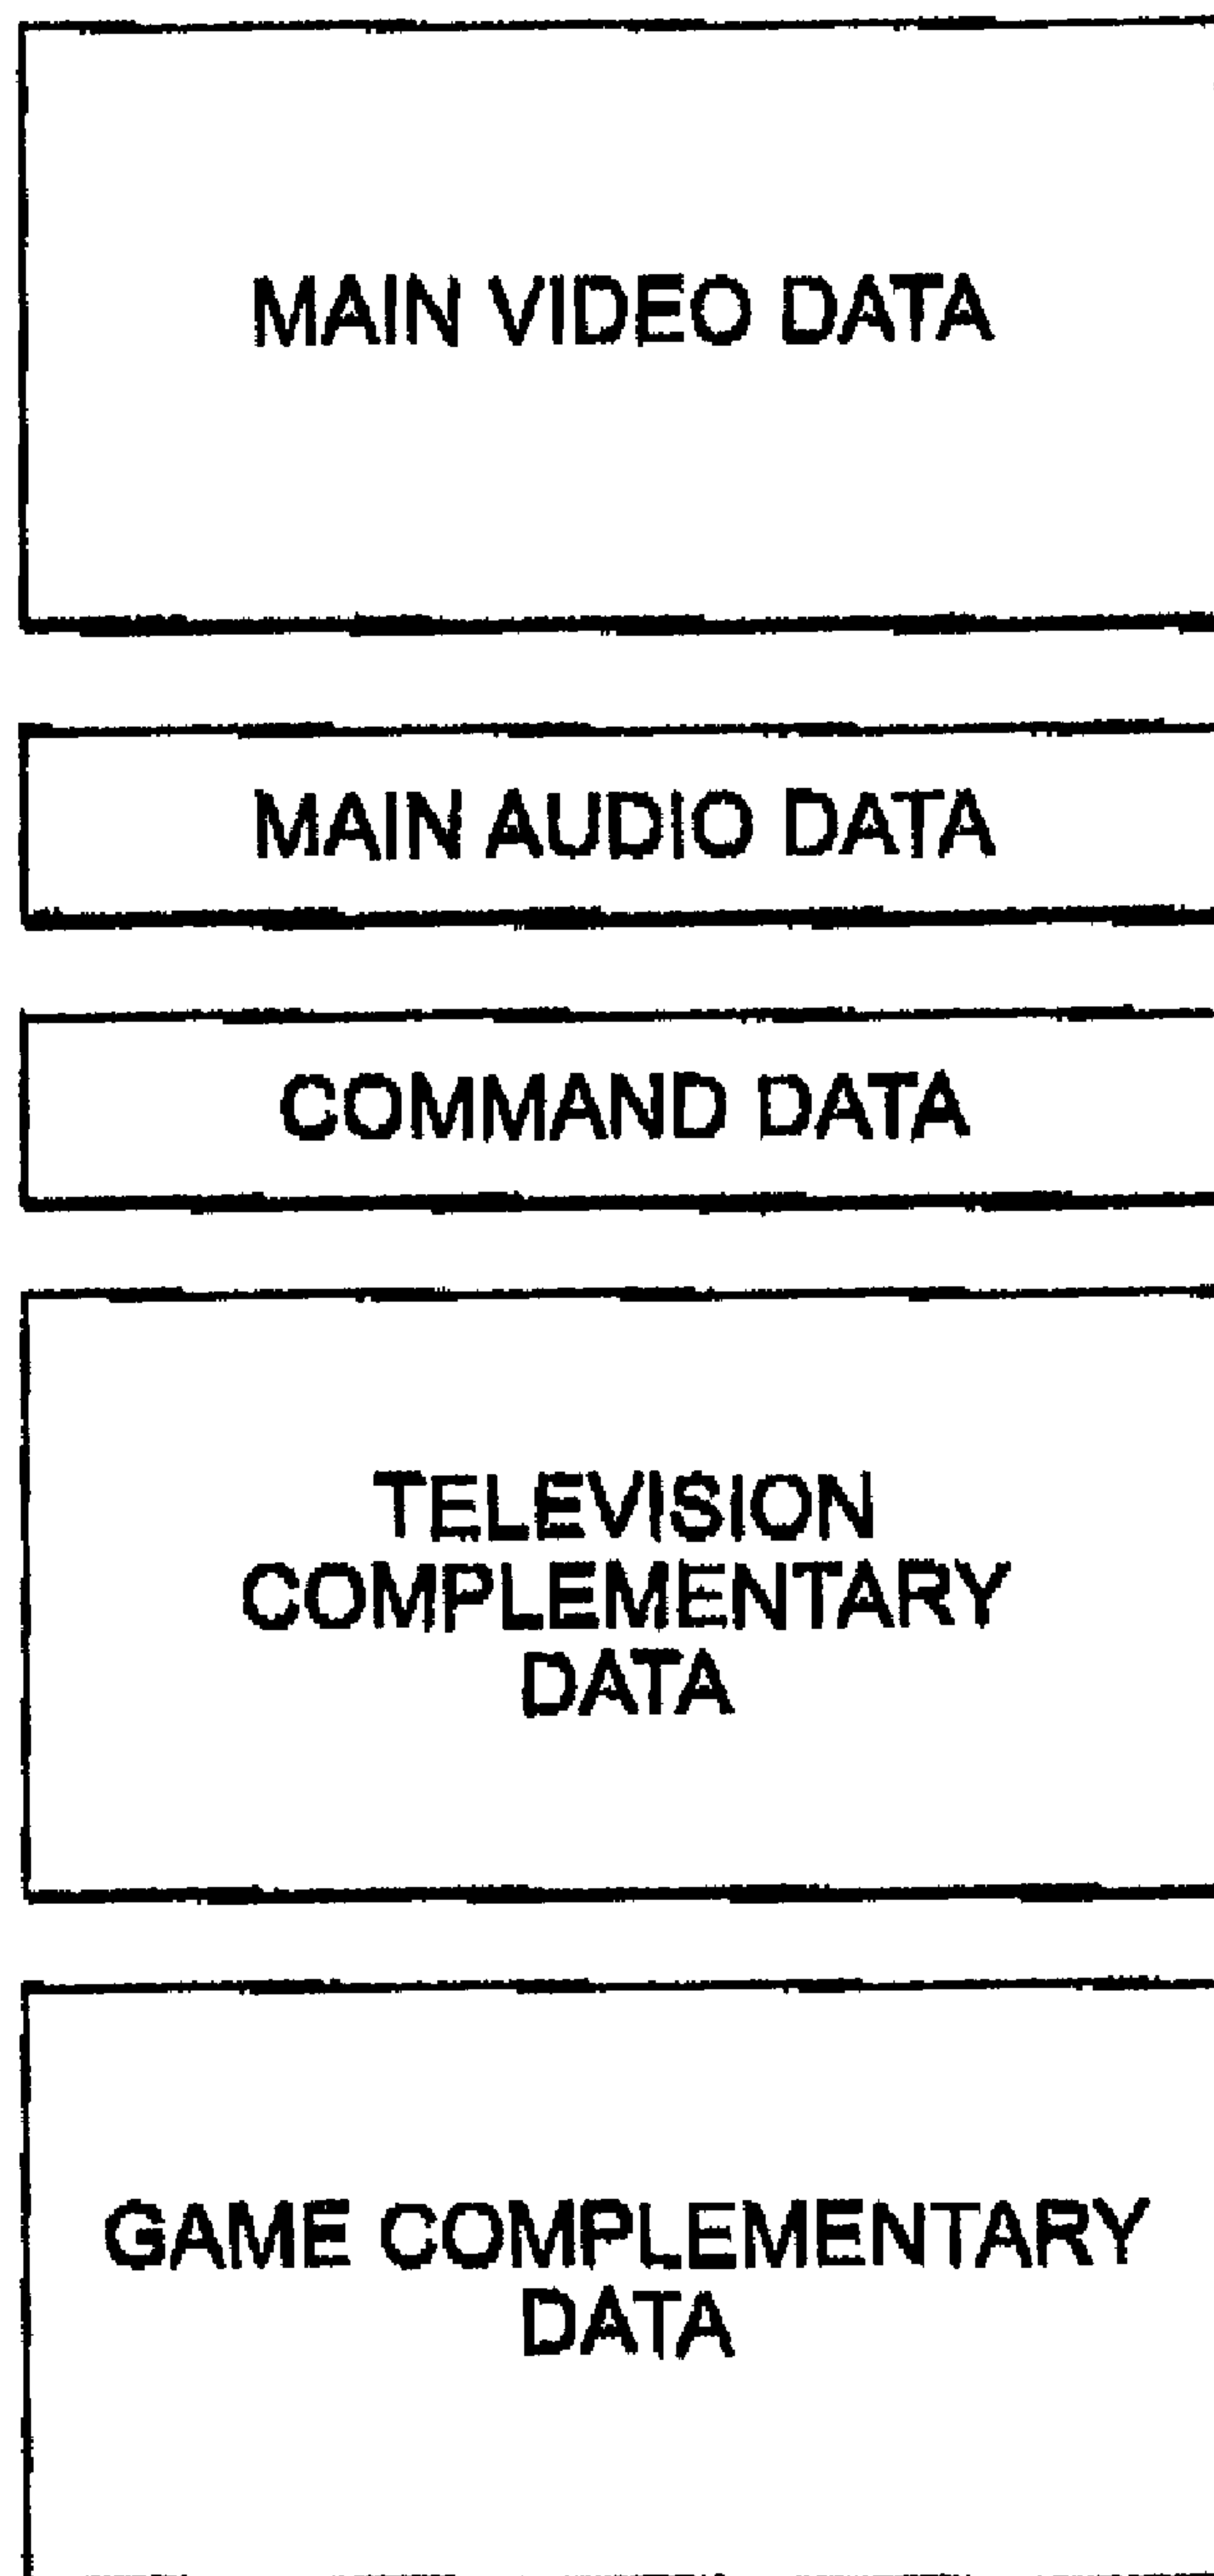 MAIN VIDEO DATA
MAIN AUDIO DATA
COMMAND DATA
TELEVISION
COMPLEMENTARY
DATA
GAME COMPLEMENTARY
DATA